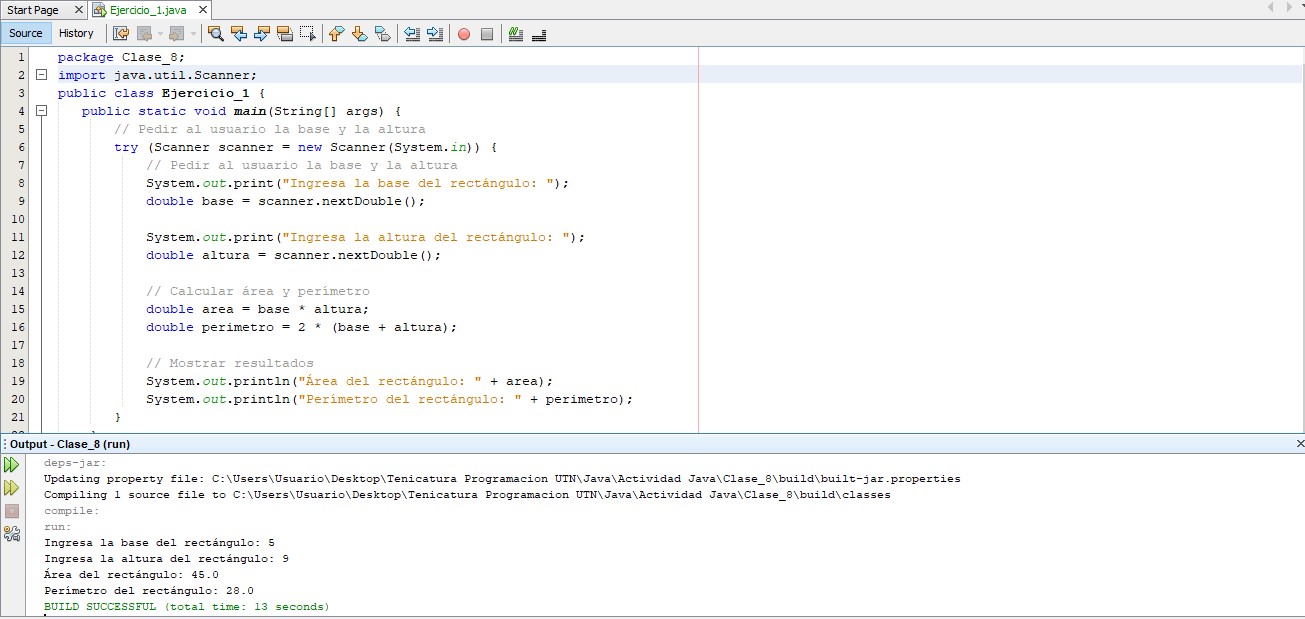 Start Page
Ejercicio_1.java
Source History
1 package Clase_8;
2 import java.util.Scanner;
3 public class Ejercicio_1 {
4 public static void main(String[] args) {
5 // Pedir al usuario la base y la altura
6 try (Scanner scanner = new Scanner(System.in)) {
7 // Pedir al usuario la base y la altura
8 System.out.print("Ingresa la base del rectángulo: ");
9 double base = scanner.nextDouble();
10
11 System.out.print("Ingresa la altura del rectángulo: ");
12 double altura = scanner.nextDouble();
13
14 // Calcular área y perímetro
15 double area = base * altura;
16 double perimetro = 2 * (base + altura);
17
18 // Mostrar resultados
19 System.out.println("Área del rectángulo: " + area);
20 System.out.println("Perímetro del rectángulo: " + perimetro);
21 }
Output - Clase_8 (run)
deps-jar:
Updating property file: C:\Users\Usuario\Desktop\Tenicatura Programacion UTN\Java\Actividad Java\Clase_8\build\built-jar.properties
Compiling 1 source file to C:\Users\Usuario\Desktop\Tenicatura Programacion UTN\Java\Actividad Java\Clase_8\build\classes
compile:
run:
Ingresa la base del rectángulo: 5
Ingresa la altura del rectángulo: 9
Área del rectángulo: 45.0
Perímetro del rectángulo: 28.0
BUILD SUCCESSFUL (total time: 13 seconds)